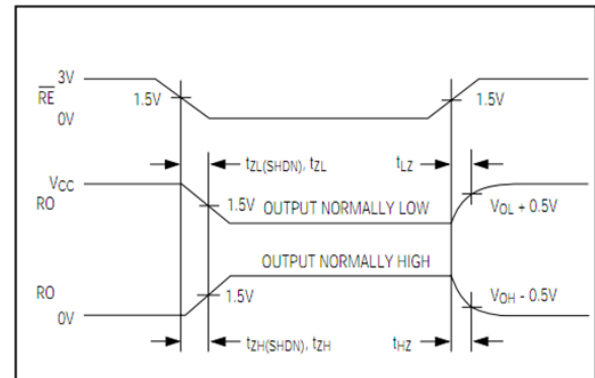 3V
RE
1.5V
1.5V
0V
tZL(SHDN), tZL
tLZ
VCC
RO
1.5V
OUTPUT NORMALLY LOW
VOL + 0.5V
OUTPUT NORMALLY HIGH
RO
1.5V
VOH - 0.5V
0V
tZH(SHDN), tZH
tHZ